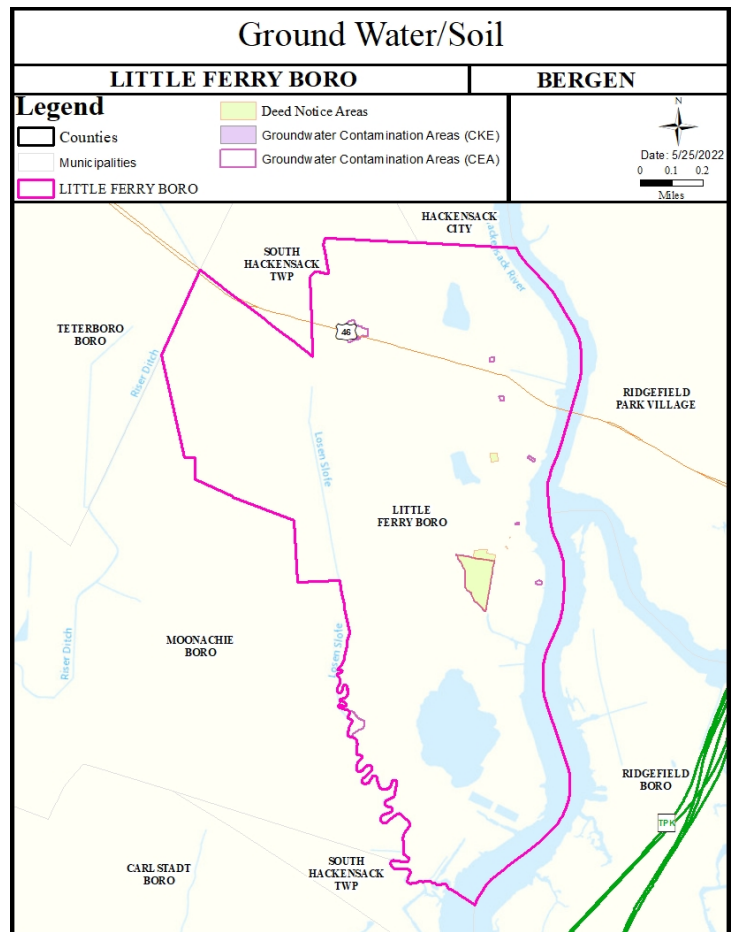 Ground Water/Soil
LITTLE FERRY BORO
BERGEN
Legend
Counties
Municipalities
LITTLE FERRY BORO
Deed Notice Areas
Groundwater Contamination Areas (CKE)
Groundwater Contamination Areas (CEA)
N
Date: 5/25/2022
0 0.1 0.2
Miles
HACKENSACK
CITY
Hackensack River
SOUTH
HACKENSACK
TWP
46
TETERBORO
BORO
Riser Ditch
RIDGEFIELD
PARK VILLAGE
Losen Slofe
LITTLE
FERRY BORO
MOONACHIE
BORO
Riser Ditch
Losen Slofe
RIDGEFIELD
BORO
TPK
CARLSTADT
BORO
SOUTH
HACKENSACK
TWP